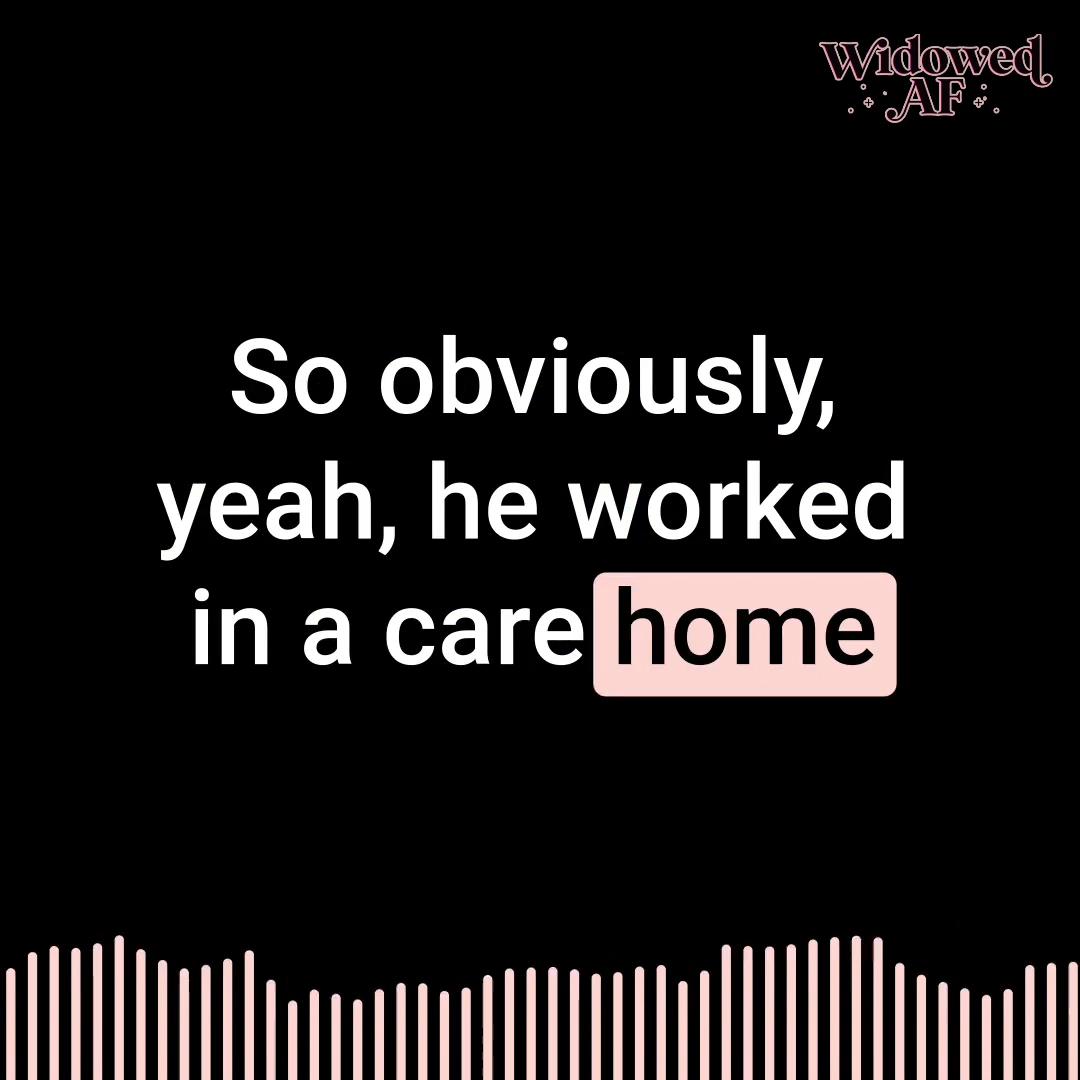 Widowed
AF
So obviously,
yeah, he worked
in a care home